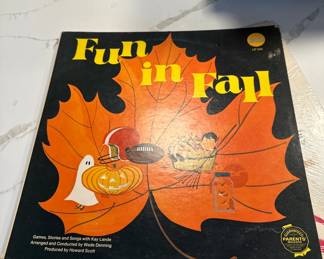 Fun
in Fall
Games, Stories and Songs with Kay Lande
Arranged and Conducted by Wade Denning
Produced by Howard Scott
PARENTS'